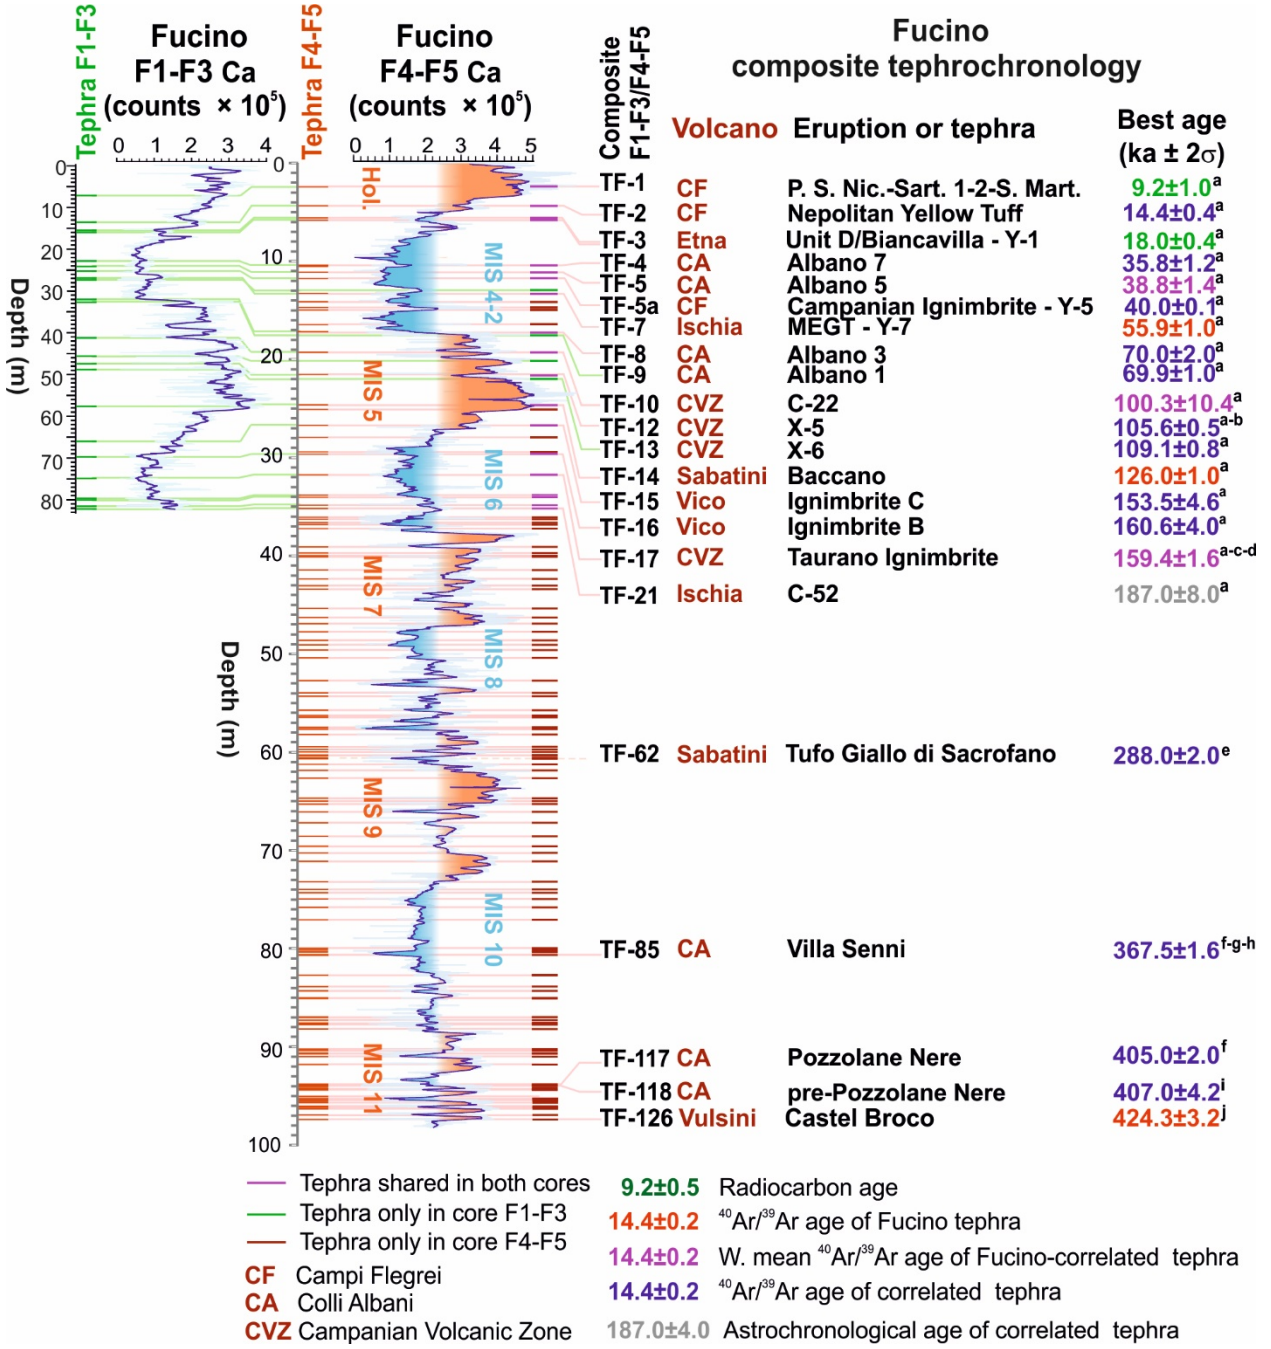 Tephra F1-F3
Fucino
F1-F3 Ca
(counts × 10⁵)
0 1 2 3 4
Tephra F4-F5
Fucino
F4-F5 Ca
(counts × 10⁵)
0 1 2 3 4 5
Composite
F1-F3/F4-F5
Fucino
composite tephrochronology
Volcano Eruption or tephra Best age
(ka ± 2σ)
Depth (m)
0
10
20
30
40
50
60
70
80
Depth (m)
0
10
20
30
40
50
60
70
80
90
100
Hol.
MIS 4-2
MIS 5
MIS 6
MIS 7
MIS 8
MIS 9
MIS 10
MIS 11
TF-1 CF P. S. Nic.-Sart. 1-2-S. Mart. 9.2±1.0ᵃ
TF-2 CF Nepolitan Yellow Tuff 14.4±0.4ᵃ
TF-3 Etna Unit D/Biancavilla - Y-1 18.0±0.4ᵃ
TF-4 CA Albano 7 35.8±1.2ᵃ
TF-5 CA Albano 5 38.8±1.4ᵃ
TF-5a CF Campanian Ignimbrite - Y-5 40.0±0.1ᵃ
TF-7 Ischia MEGT - Y-7 55.9±1.0ᵃ
TF-8 CA Albano 3 70.0±2.0ᵃ
TF-9 CA Albano 1 69.9±1.0ᵃ
TF-10 CVZ C-22 100.3±10.4ᵃ
TF-12 CVZ X-5 105.6±0.5ᵃ⁻ᵇ
TF-13 CVZ X-6 109.1±0.8ᵃ
TF-14 Sabatini Baccano 126.0±1.0ᵃ
TF-15 Vico Ignimbrite C 153.5±4.6ᵃ
TF-16 Vico Ignimbrite B 160.6±4.0ᵃ
TF-17 CVZ Taurano Ignimbrite 159.4±1.6ᵃ⁻ᶜ⁻ᵈ
TF-21 Ischia C-52 187.0±8.0ᵃ
TF-62 Sabatini Tufo Giallo di Sacrofano 288.0±2.0ᵉ
TF-85 CA Villa Senni 367.5±1.6ᶠ⁻ᵍ⁻ʰ
TF-117 CA Pozzolane Nere 405.0±2.0ᶠ
TF-118 CA pre-Pozzolane Nere 407.0±4.2ⁱ
TF-126 Vulsini Castel Broco 424.3±3.2ʲ
Tephra shared in both cores
Tephra only in core F1-F3
Tephra only in core F4-F5
CF Campi Flegrei
CA Colli Albani
CVZ Campanian Volcanic Zone
9.2±0.5 Radiocarbon age
14.4±0.2 ⁴⁰Ar/³⁹Ar age of Fucino tephra
14.4±0.2 W. mean ⁴⁰Ar/³⁹Ar age of Fucino-correlated tephra
14.4±0.2 ⁴⁰Ar/³⁹Ar age of correlated tephra
187.0±4.0 Astrochronological age of correlated tephra